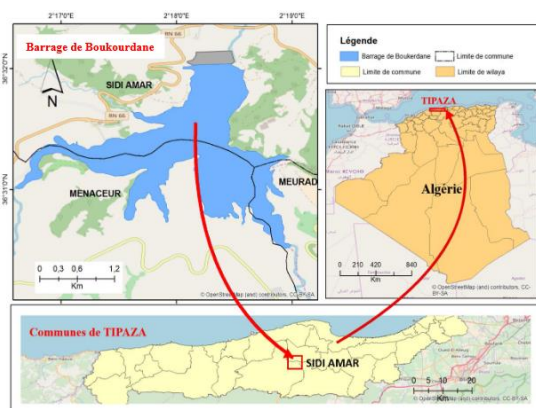 2°17'0"E
2°18'0"E
2°19'0"E
Barrage de Boukourdane
36°32'0"N
36°31'0"N
N
RN 66
SIDI AMAR
MENACEUR
MEURAD
0 0,3 0,6 1,2
Km
© OpenStreetMap (and) contributors, CC-BY-SA
Légende
Barrage de Boukerdane
Limite de commune
Limite de commune
Limite de wilaya
TIPAZA
Algérie
0 210 420 840
Km
© OpenStreetMap (and) contributors, CC-
BY-SA
Communes de TIPAZA
SIDI AMAR
0 5 10 20
Km
© OpenStreetMap (and) contributors, CC-
BY-SA